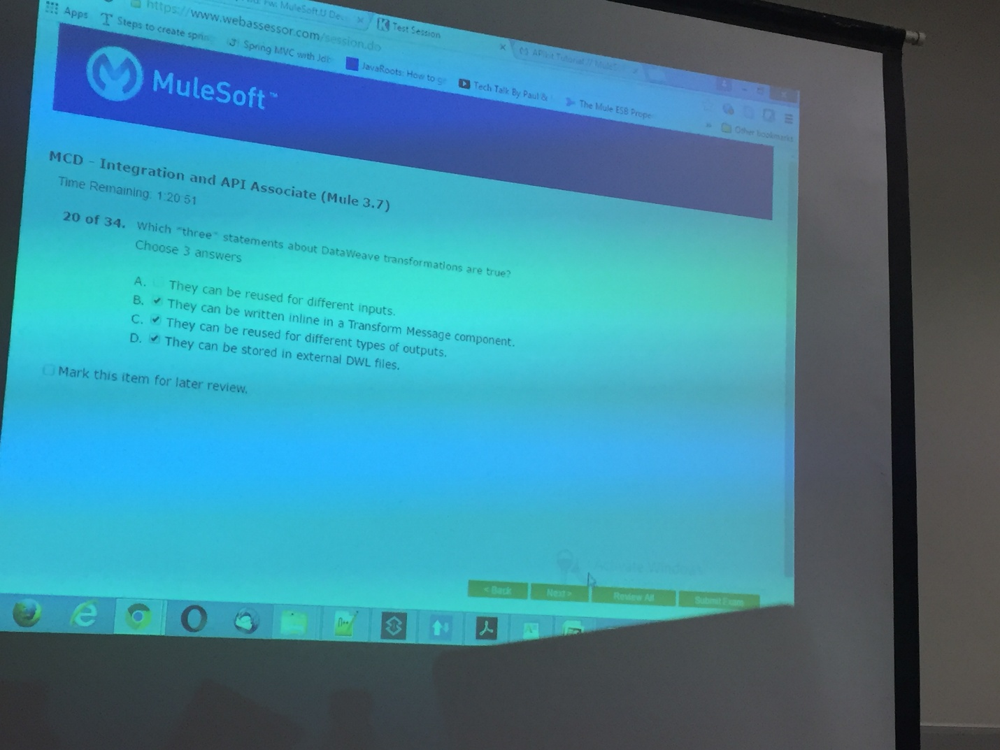 MuleSoft.U Dev
Test Session
APIkit Tutorial // MuleS
https://www.webassessor.com/session.do
Apps
Steps to create sprin
Spring MVC with Jdb
JavaRoots: How to ge
Tech Talk By Paul &
The Mule ESB Prope
Other bookmarks
MuleSoft™
MCD - Integration and API Associate (Mule 3.7)
Time Remaining: 1:20:51
20 of 34. Which "three" statements about DataWeave transformations are true?
Choose 3 answers
A. They can be reused for different inputs.
B. ✔ They can be written inline in a Transform Message component.
C. ✔ They can be reused for different types of outputs.
D. ✔ They can be stored in external DWL files.
Mark this item for later review.
Activate Windows
< Back
Next >
Review All
Submit Exam